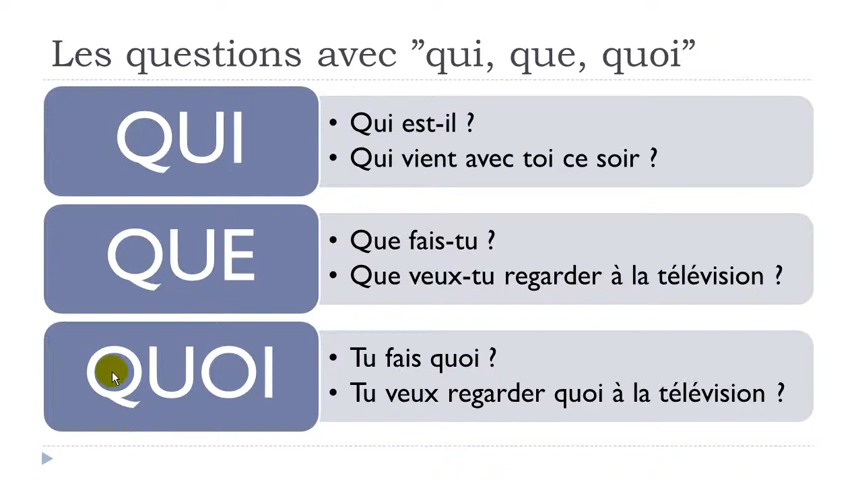 Les questions avec ”qui, que, quoi”
QUI
• Qui est-il ?
• Qui vient avec toi ce soir ?
QUE
• Que fais-tu ?
• Que veux-tu regarder à la télévision ?
QUOI
• Tu fais quoi ?
• Tu veux regarder quoi à la télévision ?